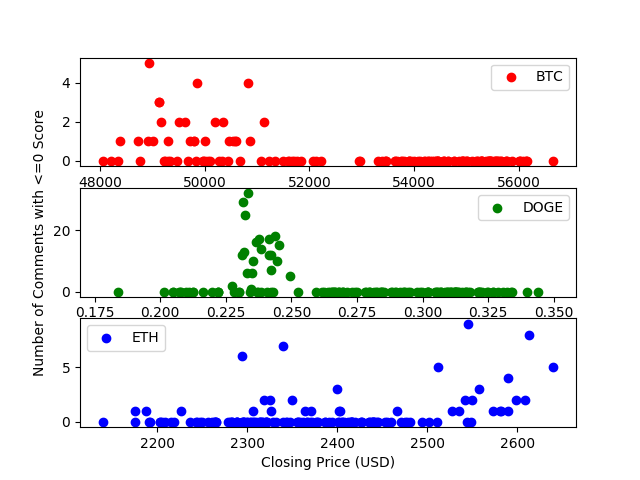 Number of Comments with <=0 Score
4
2
0
BTC
48000 50000 52000 54000 56000
20
0
DOGE
0.175 0.200 0.225 0.250 0.275 0.300 0.325 0.350
5
0
ETH
2200 2300 2400 2500 2600
Closing Price (USD)